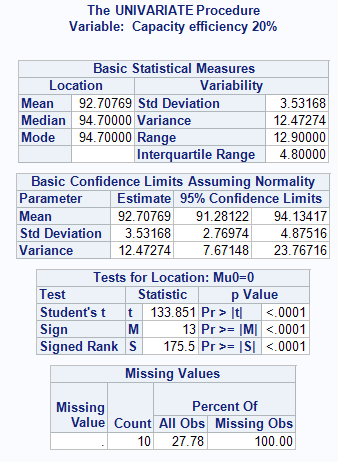 The UNIVARIATE Procedure
Variable: Capacity efficiency 20%
Basic Statistical Measures
Location Variability
Mean 92.70769 Std Deviation 3.53168
Median 94.70000 Variance 12.47274
Mode 94.70000 Range 12.90000
Interquartile Range 4.80000
Basic Confidence Limits Assuming Normality
Parameter Estimate 95% Confidence Limits
Mean 92.70769 91.28122 94.13417
Std Deviation 3.53168 2.76974 4.87516
Variance 12.47274 7.67148 23.76716
Tests for Location: Mu0=0
Test Statistic p Value
Student's t t 133.851 Pr > |t| <.0001
Sign M 13 Pr >= |M| <.0001
Signed Rank S 175.5 Pr >= |S| <.0001
Missing Values
Percent Of
Missing
Value Count All Obs Missing Obs
. 10 27.78 100.00